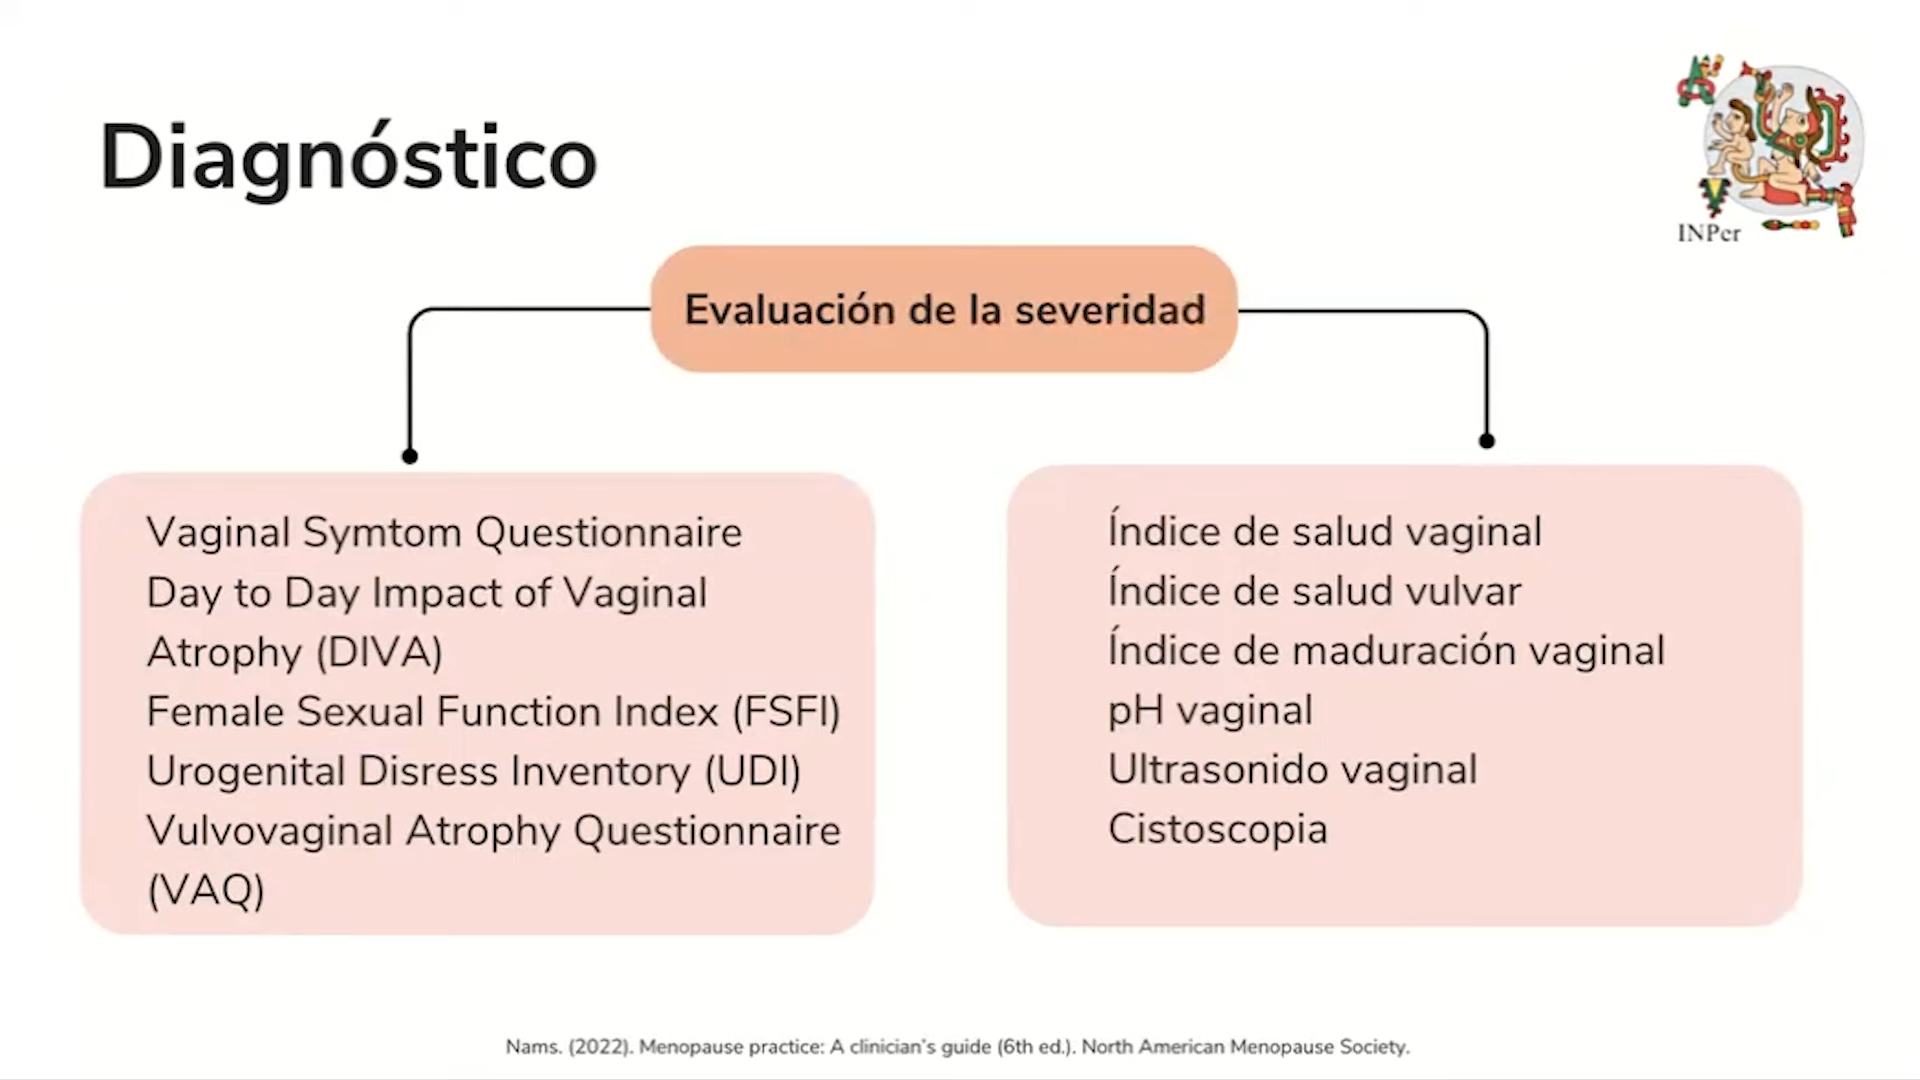 Diagnóstico
INPer
Evaluación de la severidad
Vaginal Symtom Questionnaire
Day to Day Impact of Vaginal
Atrophy (DIVA)
Female Sexual Function Index (FSFI)
Urogenital Disress Inventory (UDI)
Vulvovaginal Atrophy Questionnaire
(VAQ)
Índice de salud vaginal
Índice de salud vulvar
Índice de maduración vaginal
pH vaginal
Ultrasonido vaginal
Cistoscopia
Nams. (2022). Menopause practice: A clinician's guide (6th ed.). North American Menopause Society.